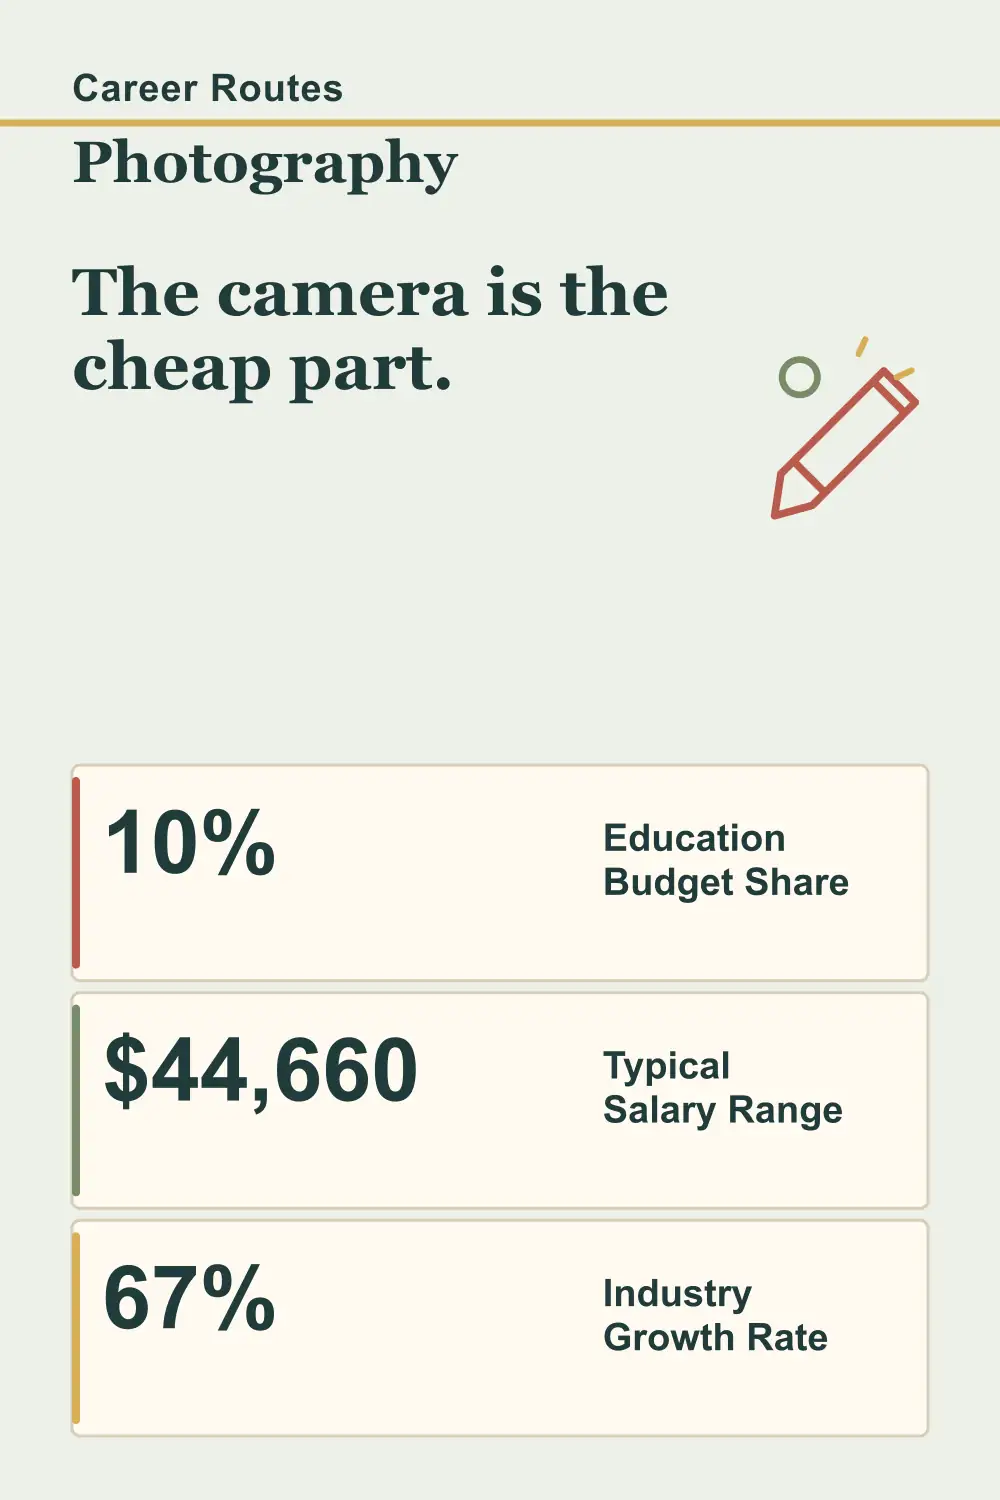 Career Routes
Photography
The camera is the
cheap part.
10%
Education
Budget Share
$44,660
Typical
Salary Range
67%
Industry
Growth Rate